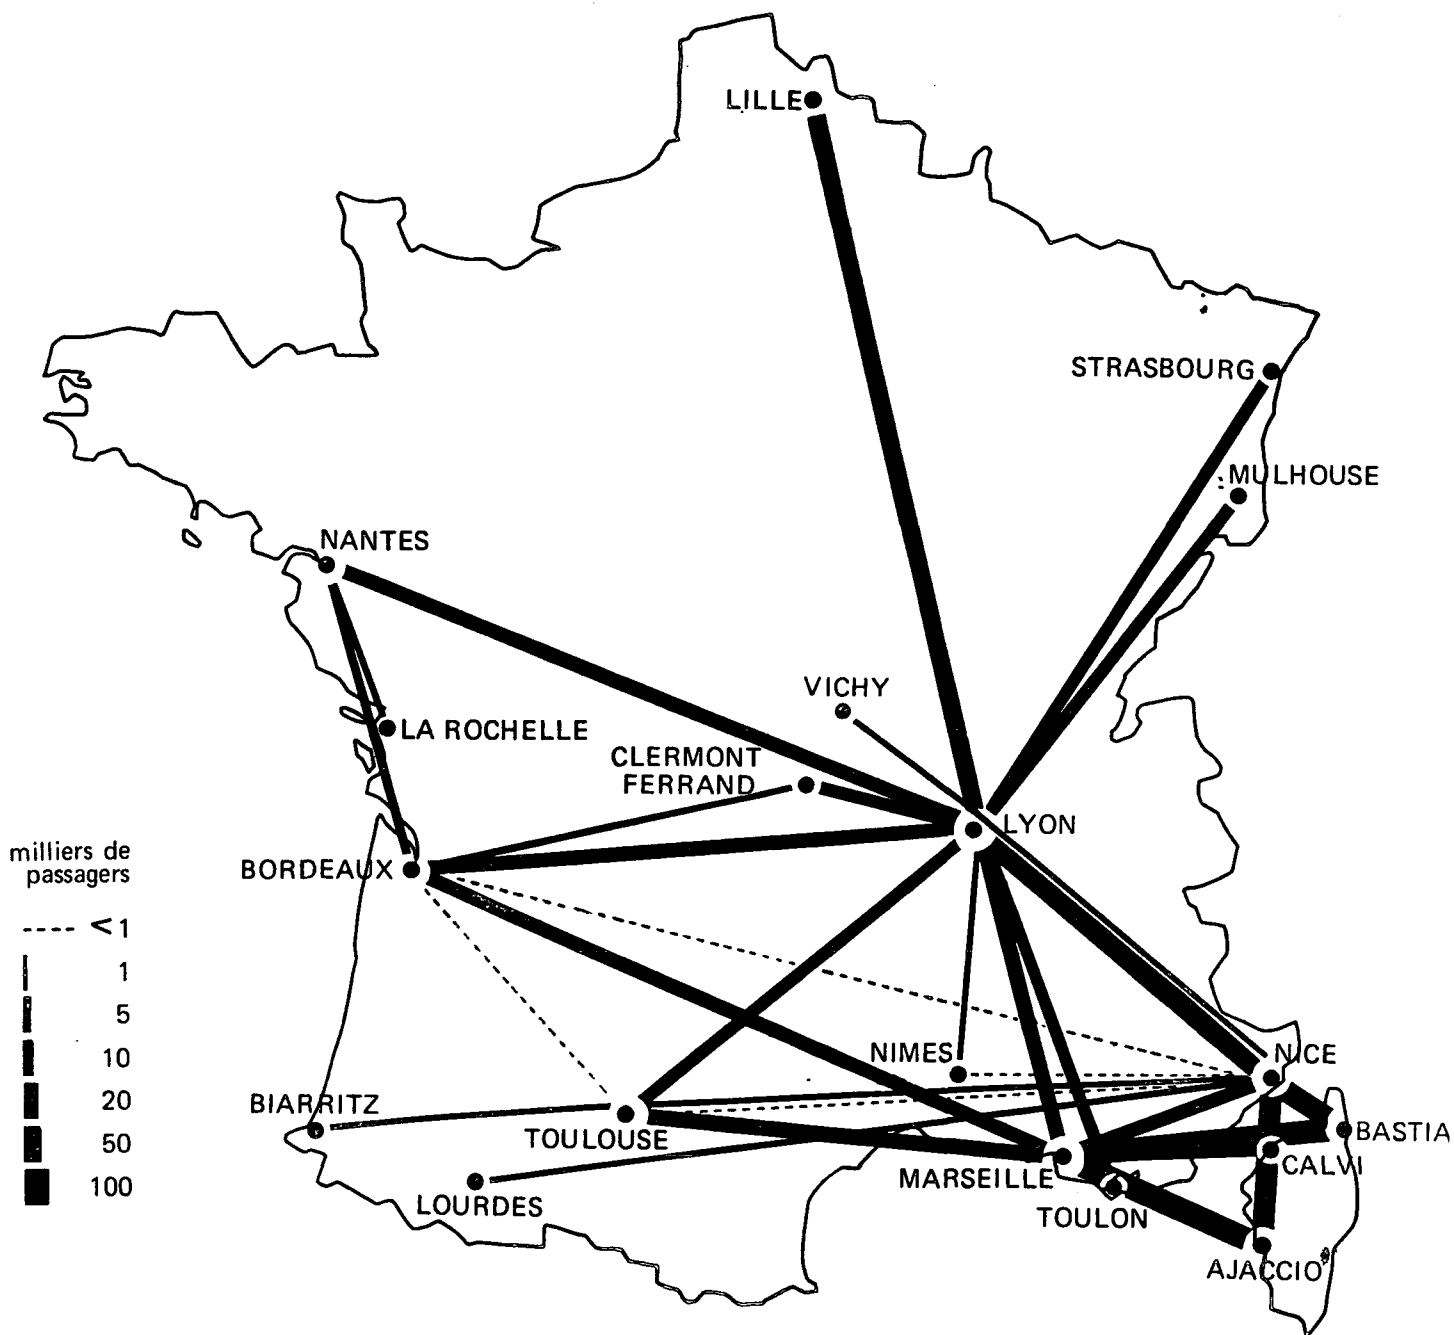 LILLE
STRASBOURG
MULHOUSE
NANTES
VICHY
LA ROCHELLE
CLERMONT
FERRAND
LYON
BORDEAUX
milliers de
passagers
< 1
1
5
10
20
50
100
NIMES
NICE
BIARRITZ
TOULOUSE
BASTIA
MARSEILLE
CALVI
LOURDES
TOULON
AJACCIO